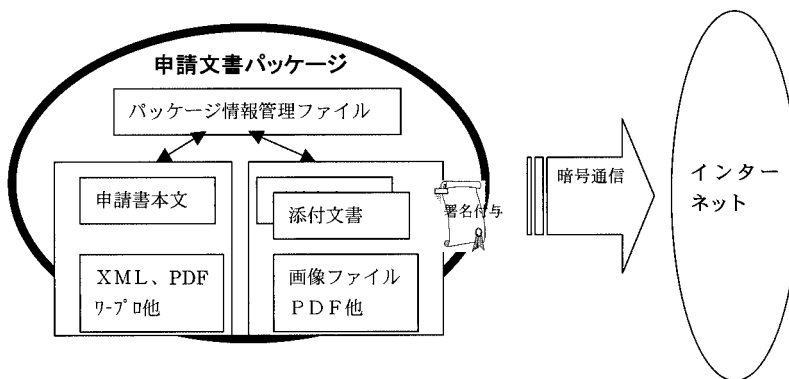 申請文書パッケージ
パッケージ情報管理ファイル
申請書本文
添付文書
署名付与
XML、PDF
ﾜｰﾌﾟﾛ他
画像ファイル
ＰＤＦ他
暗号通信
インター
ネット